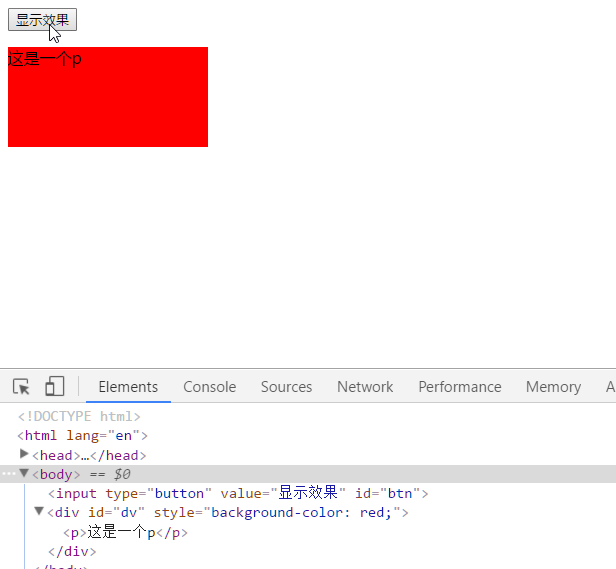 显示效果
这是一个p
Elements Console Sources Network Performance Memory A
<!DOCTYPE html>
<html lang="en">
<head>…</head>
<body> == $0
<input type="button" value="显示效果" id="btn">
<div id="dv" style="background-color: red;">
<p>这是一个p</p>
</div>
</body>